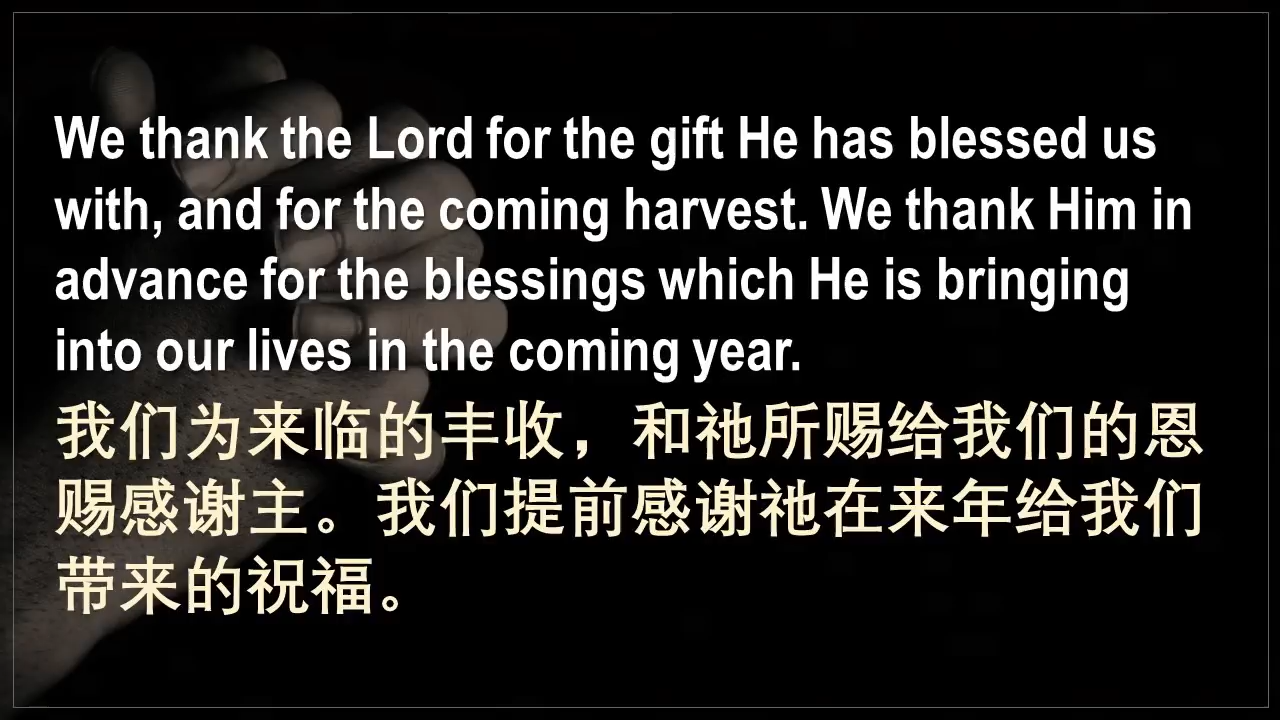 We thank the Lord for the gift He has blessed us
with, and for the coming harvest. We thank Him in
advance for the blessings which He is bringing
into our lives in the coming year.
我们为来临的丰收，和祂所赐给我们的恩
赐感谢主。我们提前感谢祂在来年给我们
带来的祝福。